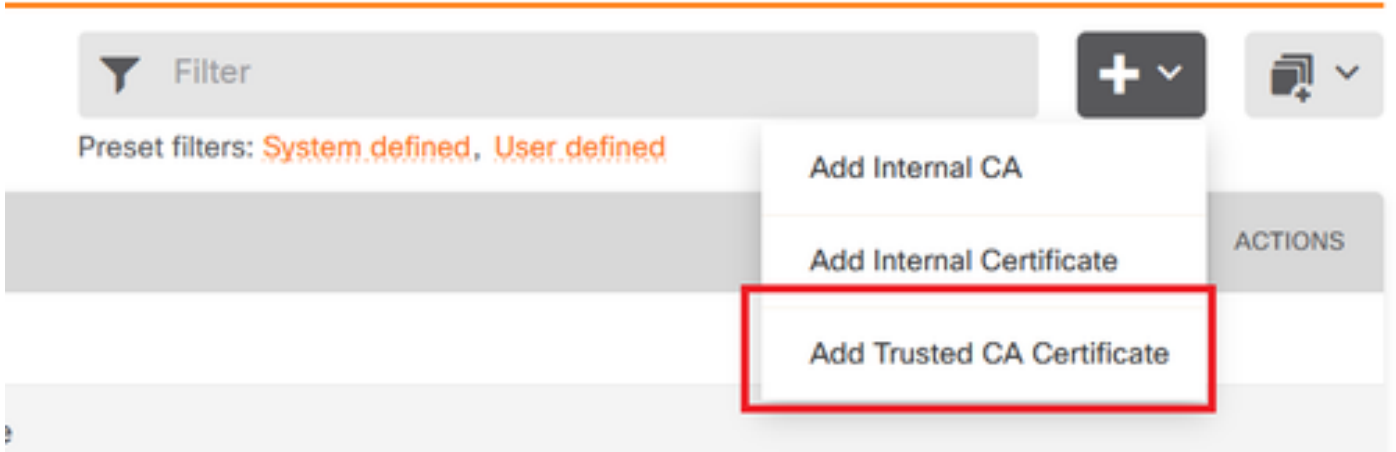 Filter
Preset filters: System defined, User defined
Add Internal CA
ACTIONS
Add Internal Certificate
Add Trusted CA Certificate